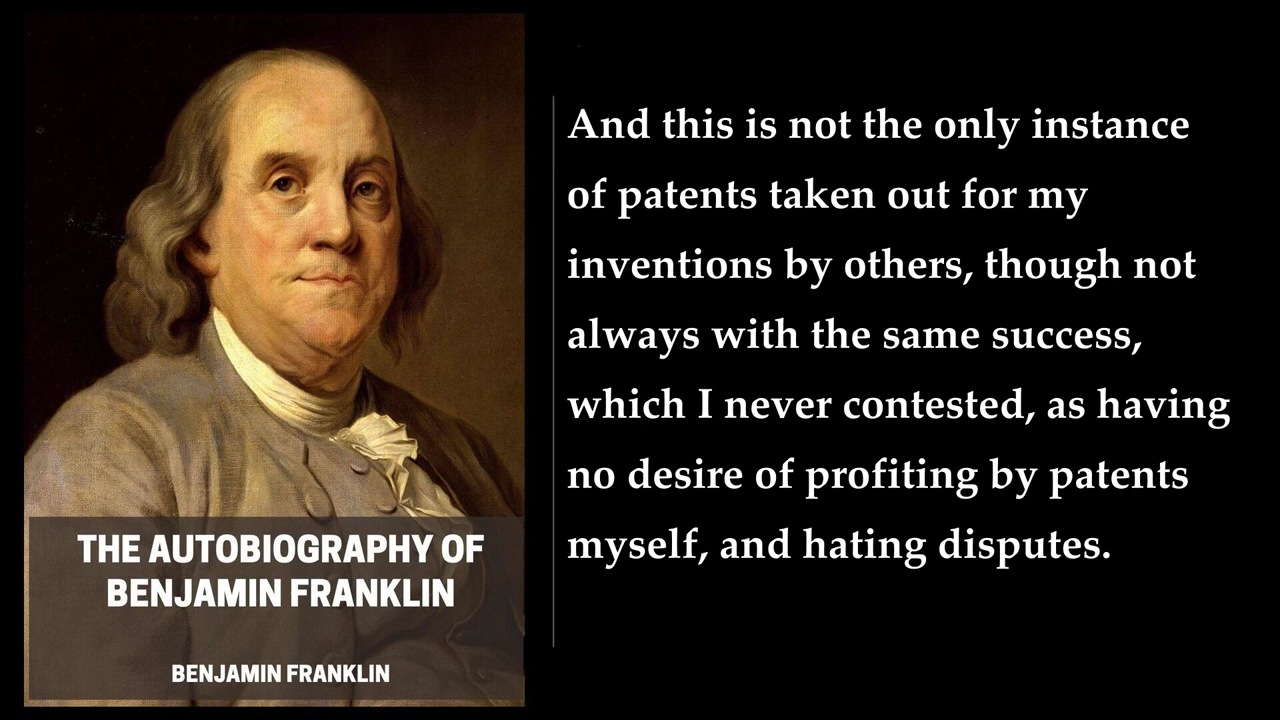 THE AUTOBIOGRAPHY OF
BENJAMIN FRANKLIN
BENJAMIN FRANKLIN
And this is not the only instance
of patents taken out for my
inventions by others, though not
always with the same success,
which I never contested, as having
no desire of profiting by patents
myself, and hating disputes.